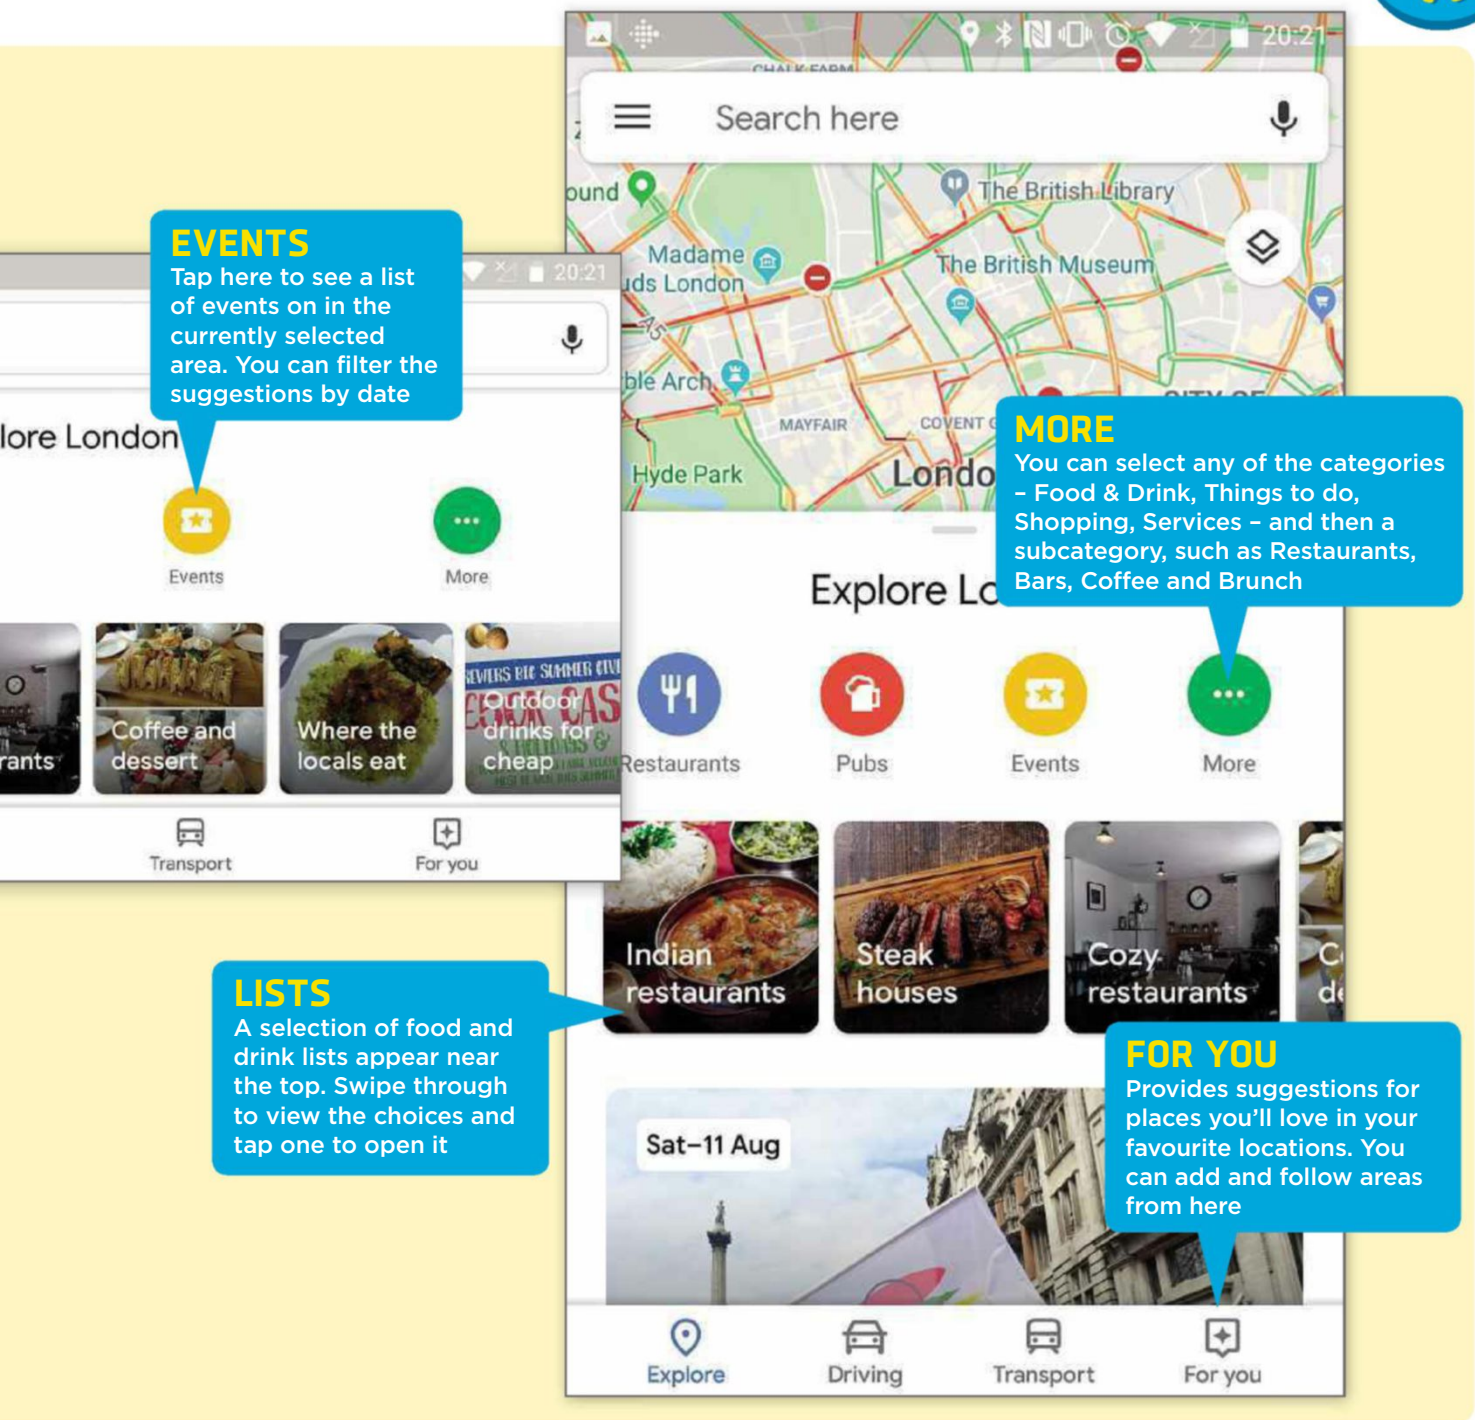 20:21
CHALK FARM
Search here
ound
The British Library
Madame
uds London
The British Museum
A5
ble Arch
MAYFAIR
COVENT G
CITY OF
Hyde Park
Londo
EVENTS
Tap here to see a list
of events on in the
currently selected
area. You can filter the
suggestions by date
20:21
lore London
Events
More
rants
Coffee and
dessert
Where the
locals eat
Outdoor
drinks for
cheap
Transport
For you
MORE
You can select any of the categories
– Food & Drink, Things to do,
Shopping, Services – and then a
subcategory, such as Restaurants,
Bars, Coffee and Brunch
Explore Lo
Restaurants
Pubs
Events
More
Indian
restaurants
Steak
houses
Cozy
restaurants
C
de
LISTS
A selection of food and
drink lists appear near
the top. Swipe through
to view the choices and
tap one to open it
FOR YOU
Provides suggestions for
places you'll love in your
favourite locations. You
can add and follow areas
from here
Sat–11 Aug
Explore
Driving
Transport
For you